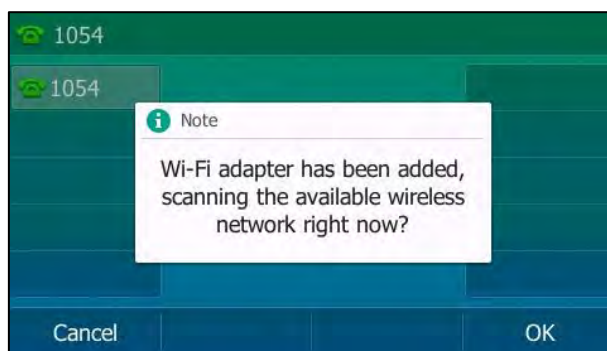 1054
1054
Note
Wi-Fi adapter has been added,
scanning the available wireless
network right now?
Cancel
OK